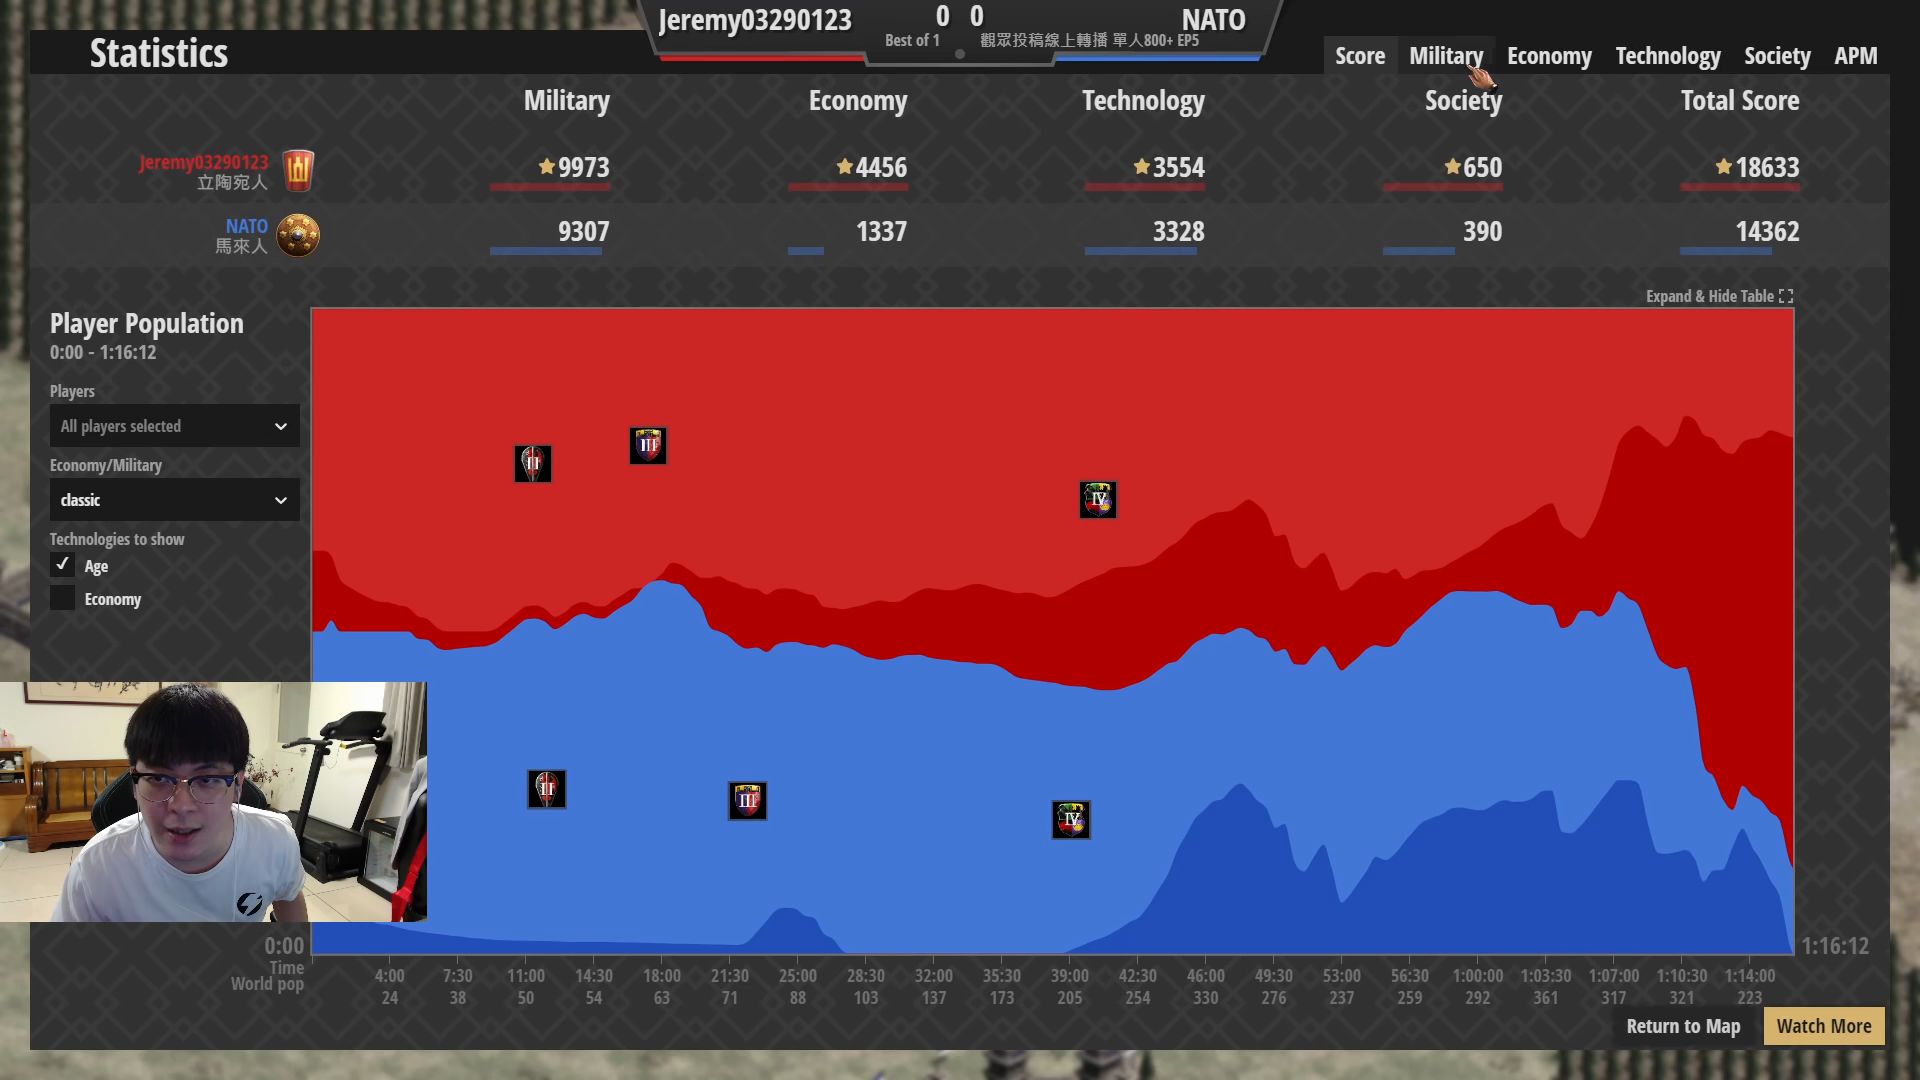 Jeremy03290123 0 0 NATO
Best of 1 觀眾投稿線上轉播 單人800+ EP5
Statistics
Score Military Economy Technology Society APM
Military Economy Technology Society Total Score
Jeremy03290123
立陶宛人
9973 4456 3554 650 18633
NATO
馬來人
9307 1337 3328 390 14362
Expand & Hide Table
Player Population
0:00 - 1:16:12
Players
All players selected
Economy/Military
classic
Technologies to show
Age
Economy
II
III
IV
II
III
IV
0:00 1:16:12
Time 4:00 7:30 11:00 14:30 18:00 21:30 25:00 28:30 32:00 35:30 39:00 42:30 46:00 49:30 53:00 56:30 1:00:00 1:03:30 1:07:00 1:10:30 1:14:00
World pop 24 38 50 54 63 71 88 103 137 173 205 254 330 276 237 259 292 361 317 321 223
Return to Map Watch More